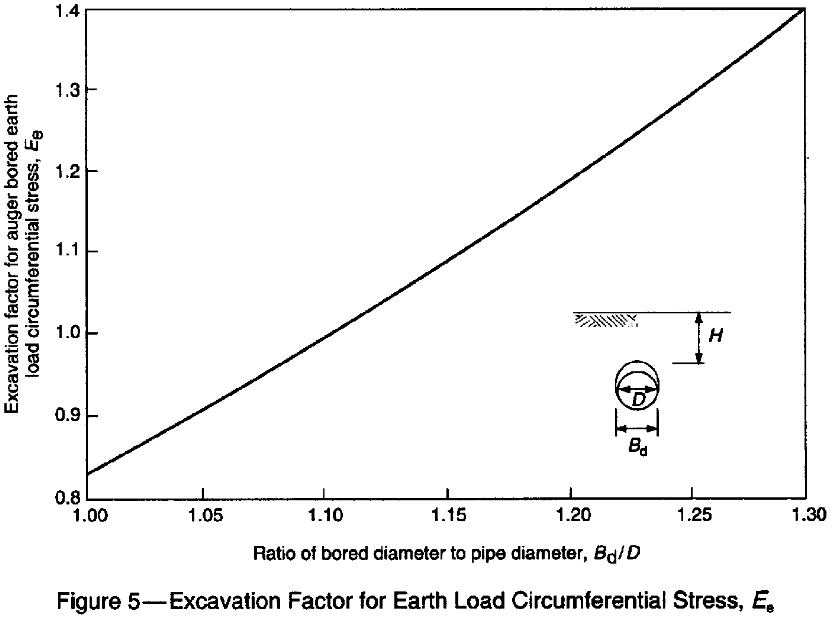 Excavation factor for auger bored earth
load circumferential stress, Ee
1.4
1.3
1.2
1.1
1.0
0.9
0.8
1.00
1.05
1.10
1.15
1.20
1.25
1.30
H
D
Bd
Ratio of bored diameter to pipe diameter, Bd/D
Figure 5—Excavation Factor for Earth Load Circumferential Stress, Ee